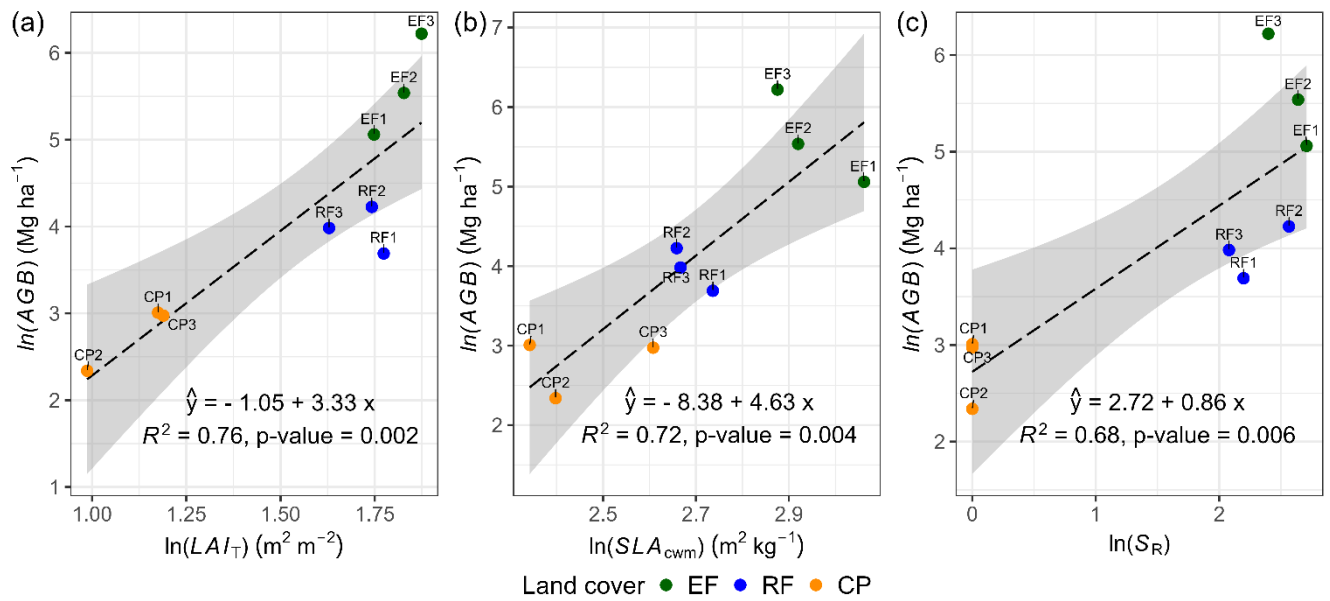 (a)
ln(AGB) (Mg ha⁻¹)
6
5
4
3
2
1
EF3
EF2
EF1
RF2
RF3
RF1
CP1
CP3
CP2
ŷ = - 1.05 + 3.33 x
R² = 0.76, p-value = 0.002
1.00 1.25 1.50 1.75
ln(LAI_T) (m² m⁻²)
(b)
ln(AGB) (Mg ha⁻¹)
7
6
5
4
3
2
EF3
EF2
EF1
RF2
RF3
RF1
CP1
CP3
CP2
ŷ = - 8.38 + 4.63 x
R² = 0.72, p-value = 0.004
2.5 2.7 2.9
ln(SLA_cwm) (m² kg⁻¹)
(c)
ln(AGB) (Mg ha⁻¹)
6
5
4
3
2
EF3
EF2
EF1
RF2
RF3
RF1
CP1
CP3
CP2
ŷ = 2.72 + 0.86 x
R² = 0.68, p-value = 0.006
0 1 2
ln(S_R)
Land cover EF RF CP